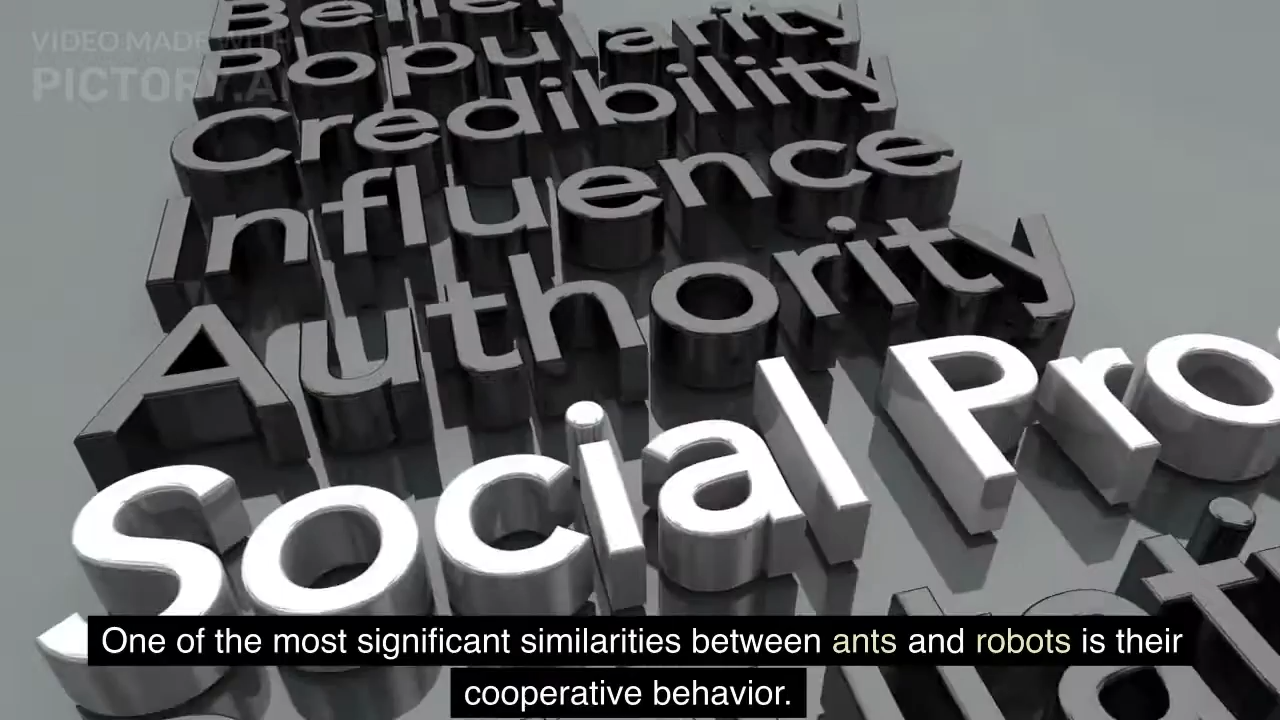 Belief
VIDEO MADE WITH
PICTORY.AI
Popularity
Credibility
Influence
Authority
Social Pro
One of the most significant similarities between ants and robots is their
cooperative behavior.